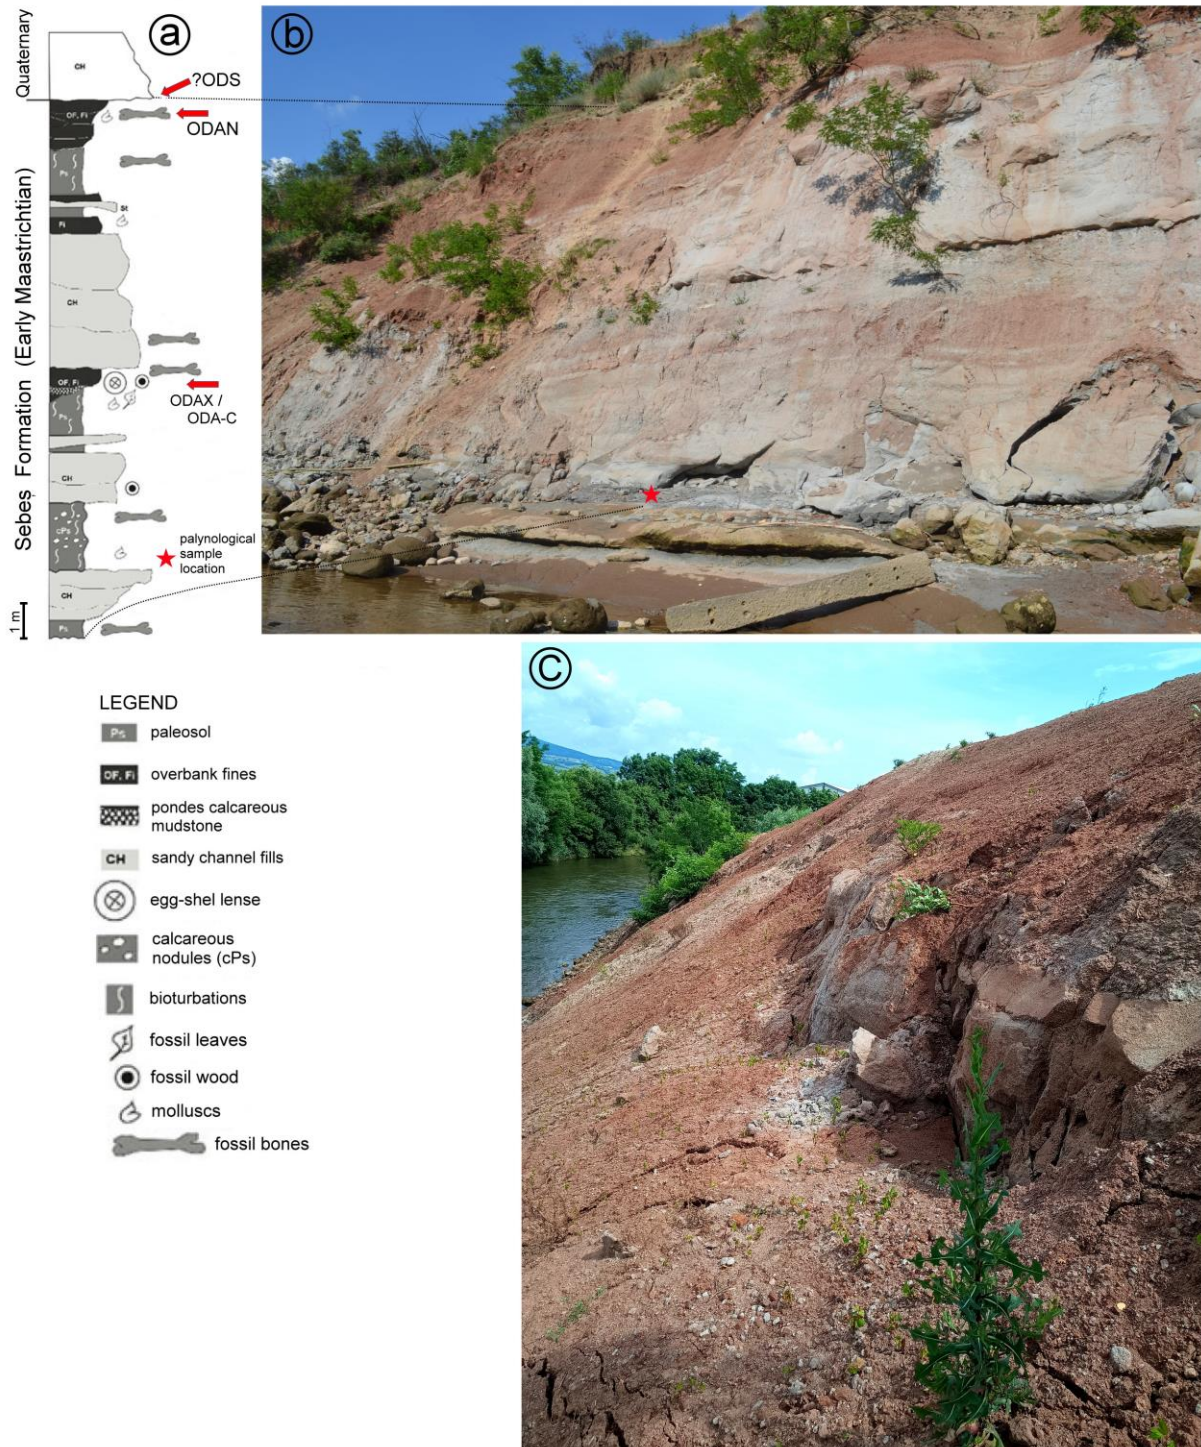 a
b
Quaternary
CH
?ODS
OF, Fi
ODAN
Ps
St
Fi
CH
Sebeș Formation (Early Maastrichtian)
OF, Fi
ODAX /
ODA-C
Ps
CH
cPs
palynological
sample
location
CH
1 m
Ps
C
LEGEND
Ps paleosol
OF, Fi overbank fines
pondes calcareous
mudstone
CH sandy channel fills
egg-shell lense
calcareous
nodules (cPs)
bioturbations
fossil leaves
fossil wood
molluscs
fossil bones